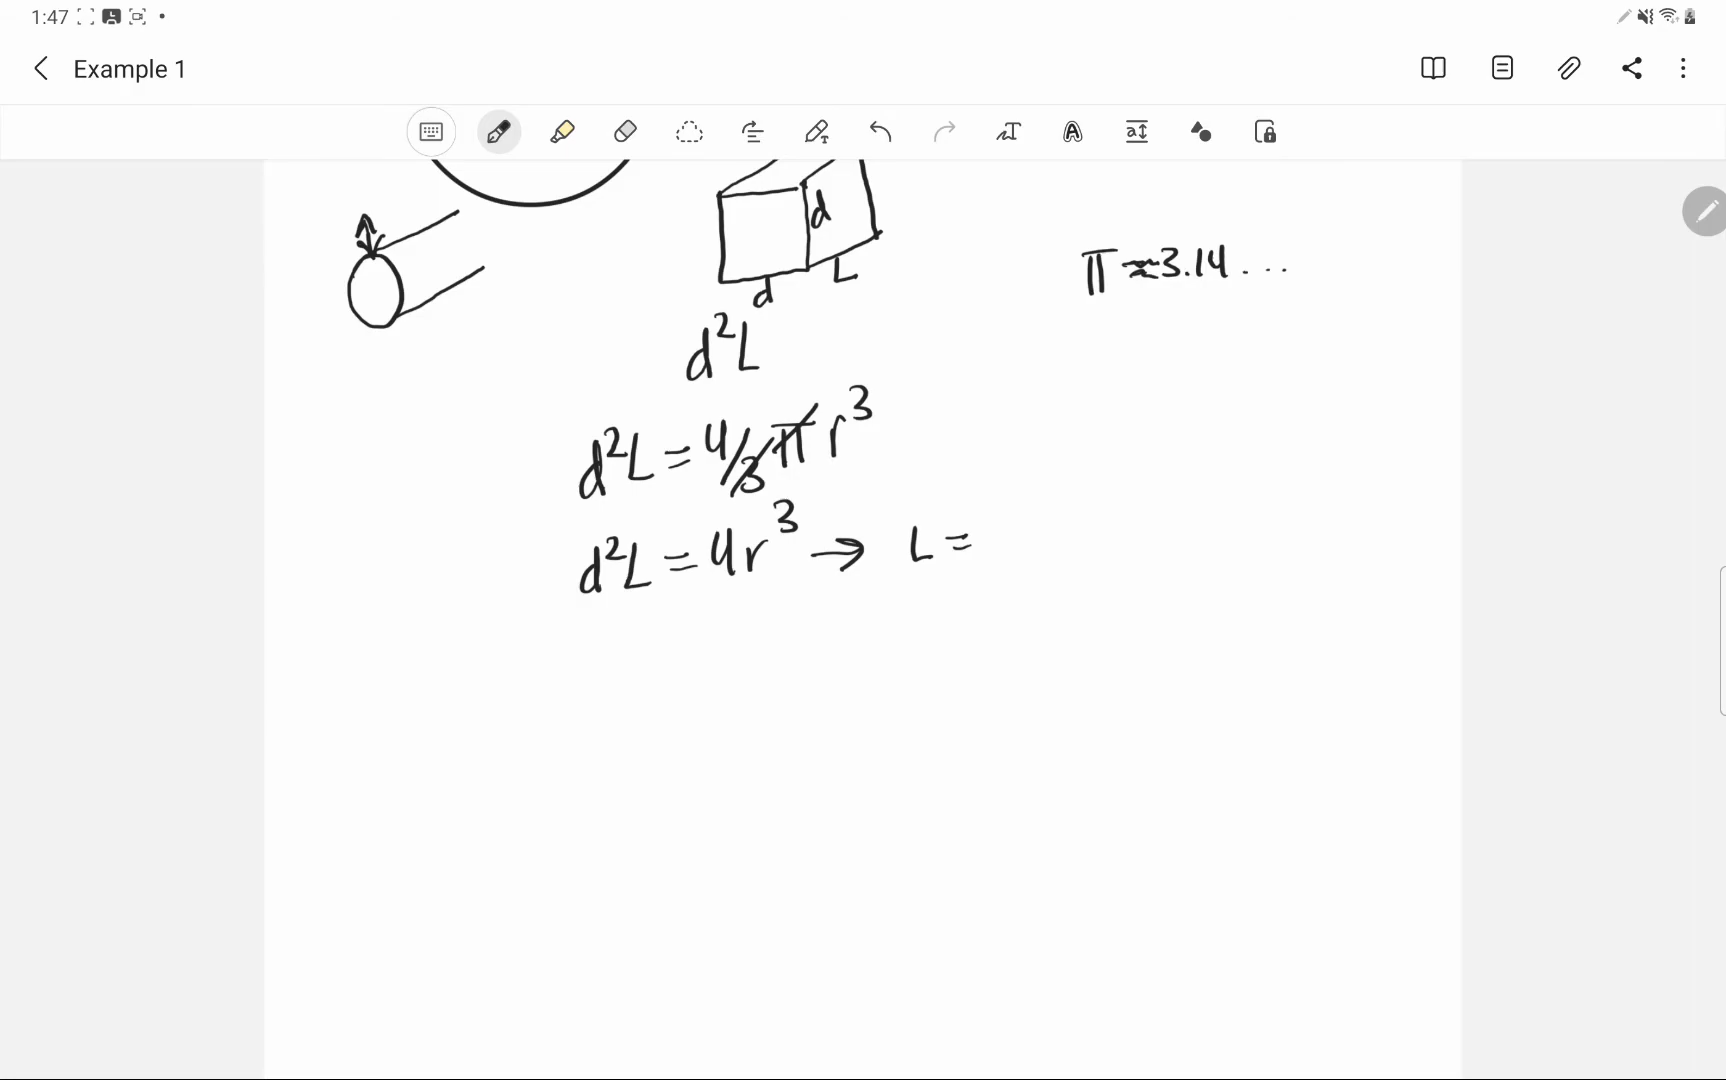 1:47
Example 1
d
L
d
π ≈ 3.14 ...
d²L
d²L = 4/3 π r³
d²L = 4r³ → L =